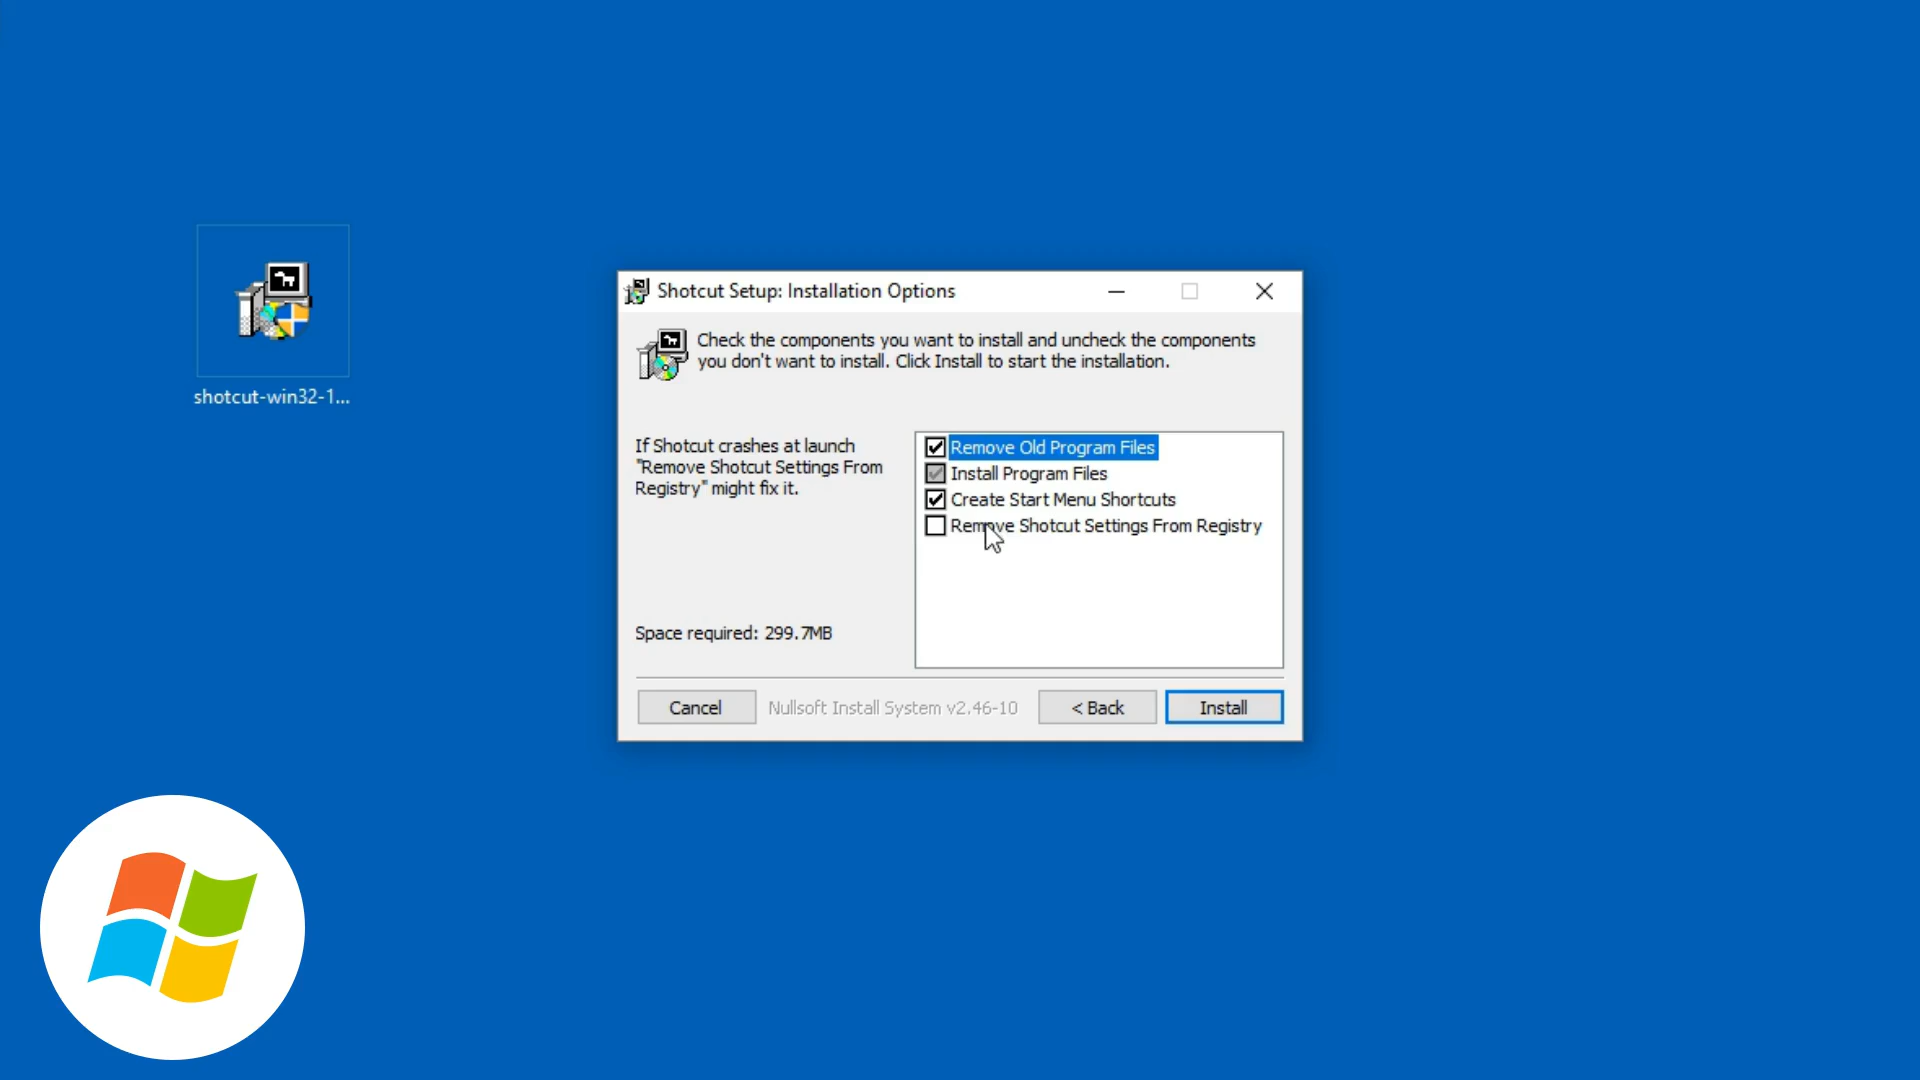 shotcut-win32-1...
Shotcut Setup: Installation Options
Check the components you want to install and uncheck the components
you don't want to install. Click Install to start the installation.
If Shotcut crashes at launch
"Remove Shotcut Settings From
Registry" might fix it.
Remove Old Program Files
Install Program Files
Create Start Menu Shortcuts
Remove Shotcut Settings From Registry
Space required: 299.7MB
Cancel
Nullsoft Install System v2.46-10
< Back
Install